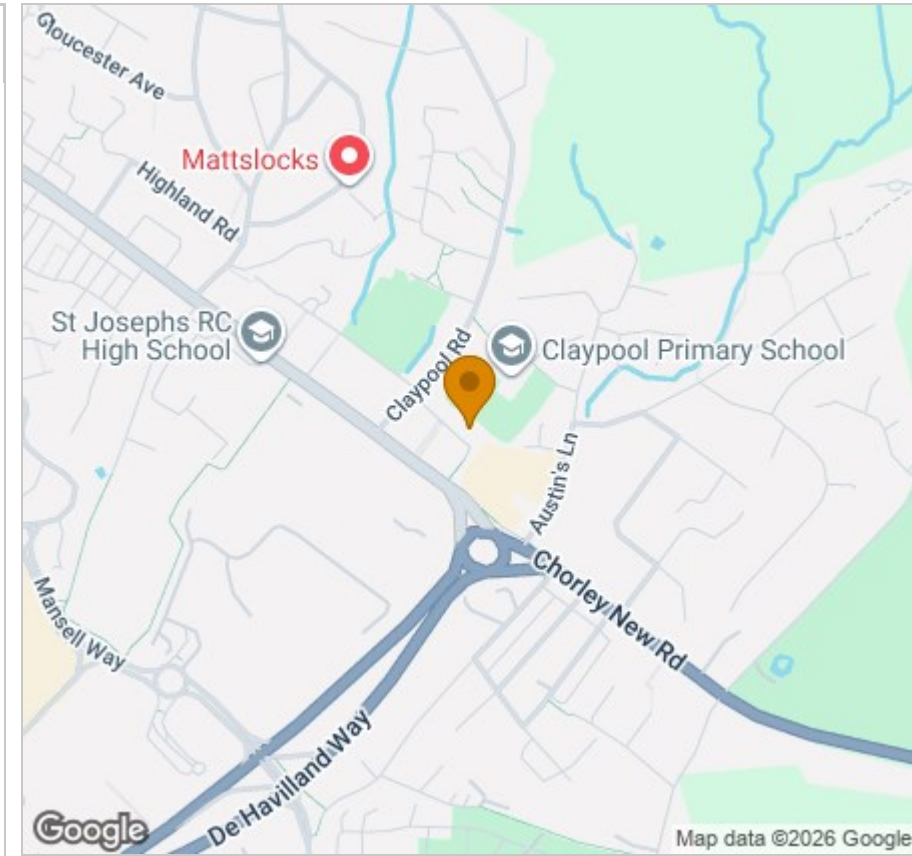 Gloucester Ave
Mattslocks
Highland Rd
St Josephs RC
High School
Claypool Rd
Claypool Primary School
Austin's Ln
Chorley New Rd
Mansell Way
De Havilland Way
Google
Map data ©2026 Google